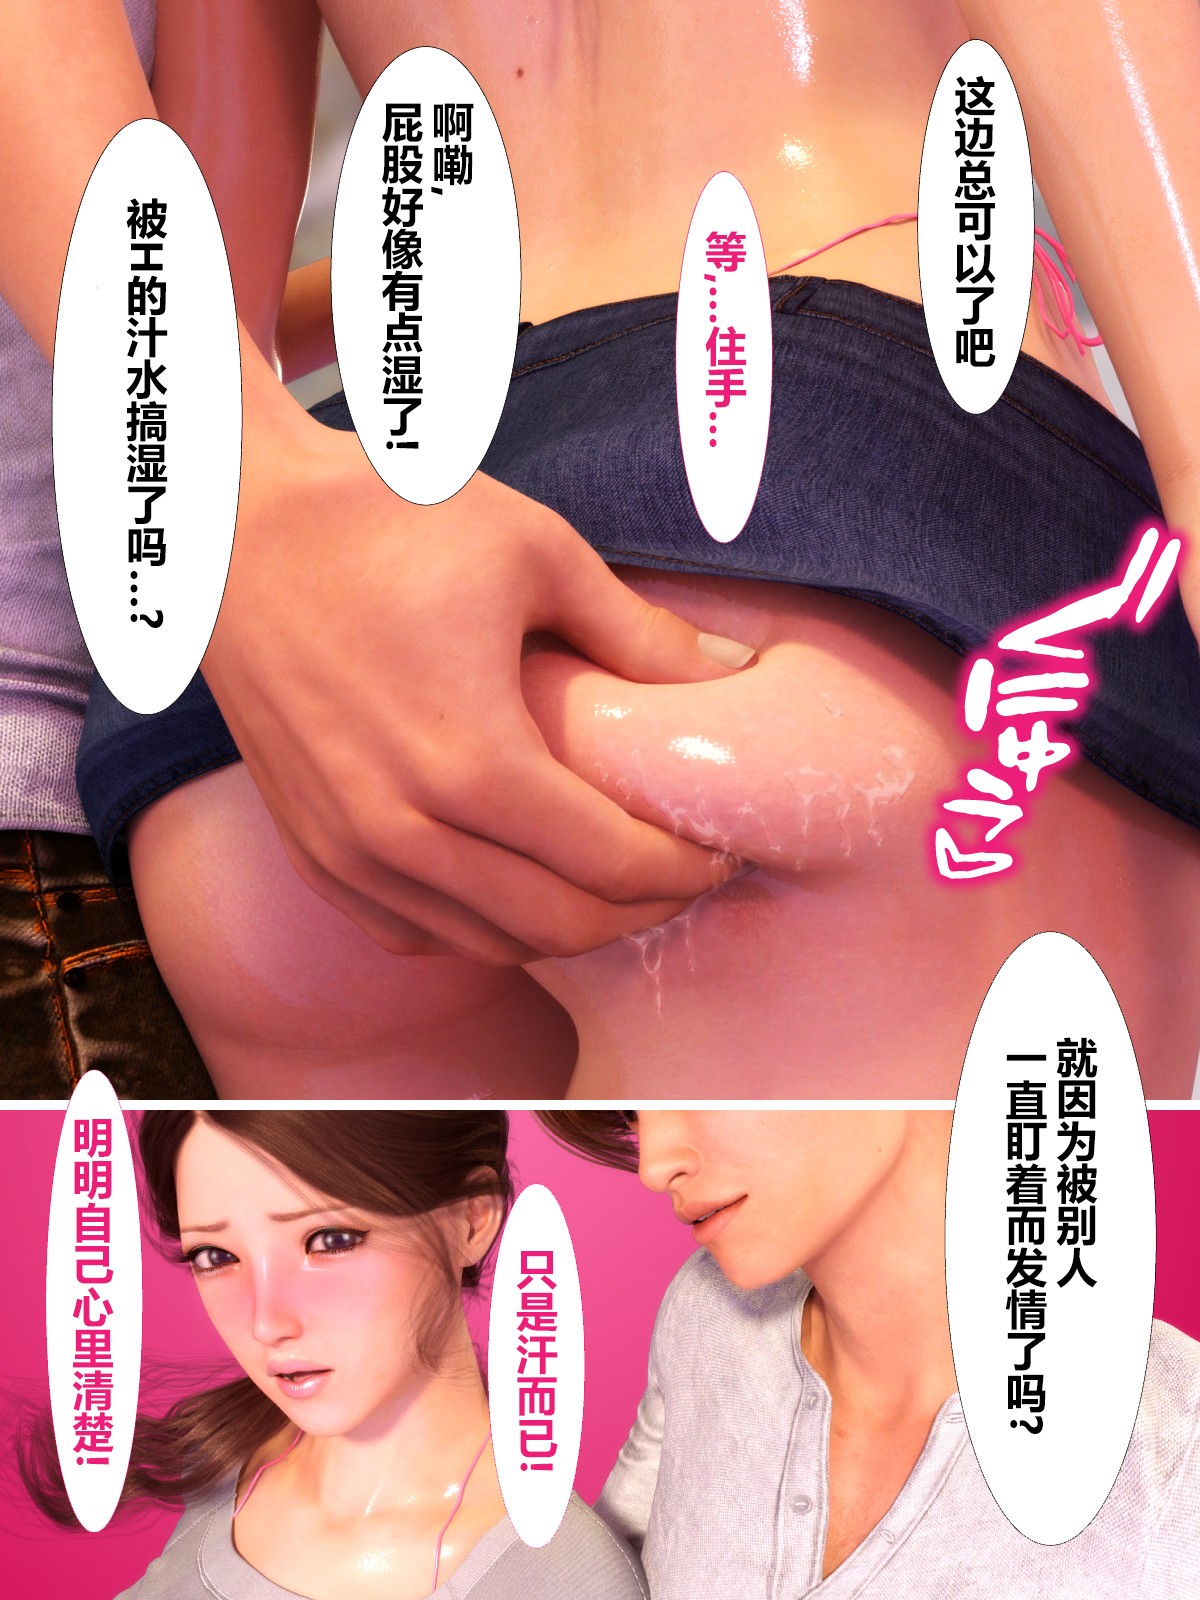 这边总可以了吧
等,....住手...
啊嘞,
屁股好像有点湿了!
被H的汁水搞湿了吗....?
就因为被别人
一直盯着而发情了吗?
只是汗而已!
明明自己心里清楚!